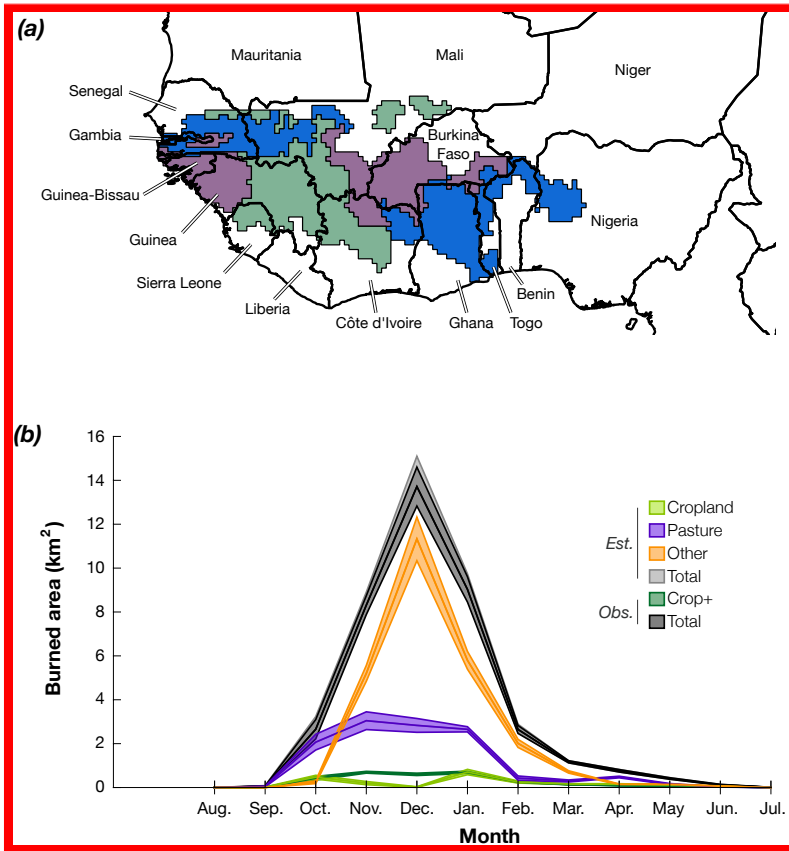 (a)
Mauritania
Mali
Niger
Senegal
Gambia
Burkina
Faso
Guinea-Bissau
Nigeria
Guinea
Sierra Leone
Benin
Liberia
Côte d'Ivoire
Ghana
Togo
(b)
16
14
12
10
8
6
4
2
0
Burned area (km²)
Cropland
Pasture
Est.
Other
Total
Crop+
Obs.
Total
Aug. Sep. Oct. Nov. Dec. Jan. Feb. Mar. Apr. May Jun. Jul.
Month